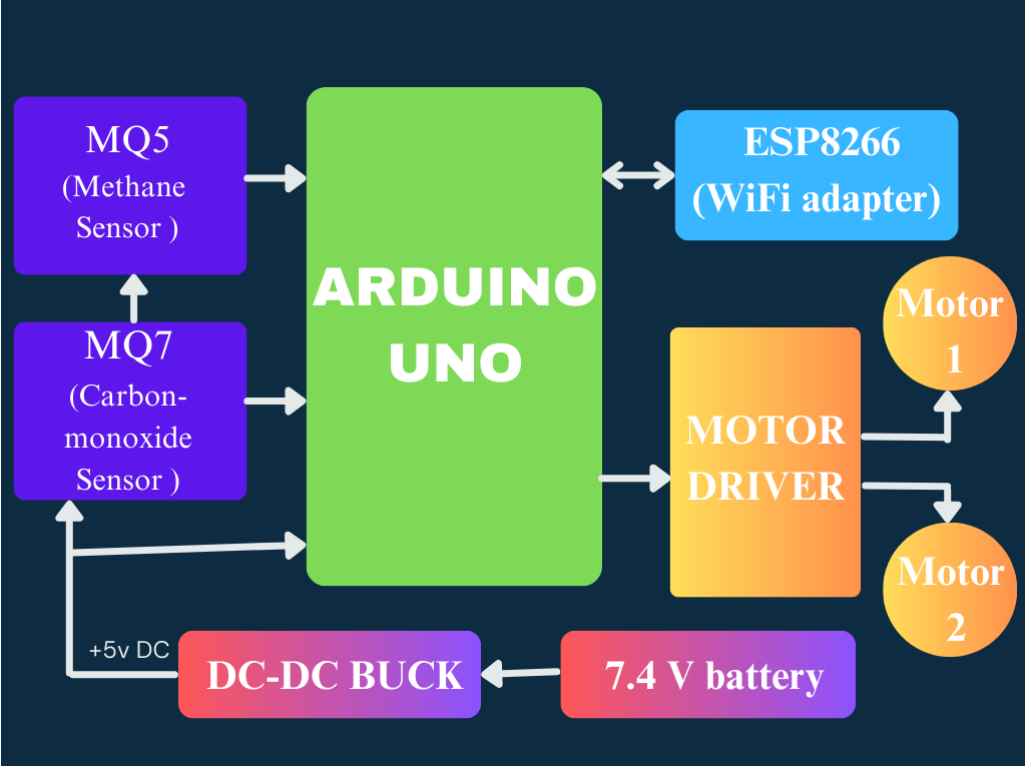 MQ5
(Methane
Sensor )
MQ7
(Carbon-
monoxide
Sensor )
ARDUINO
UNO
ESP8266
(WiFi adapter)
MOTOR
DRIVER
Motor
1
Motor
2
+5v DC
DC-DC BUCK
7.4 V battery